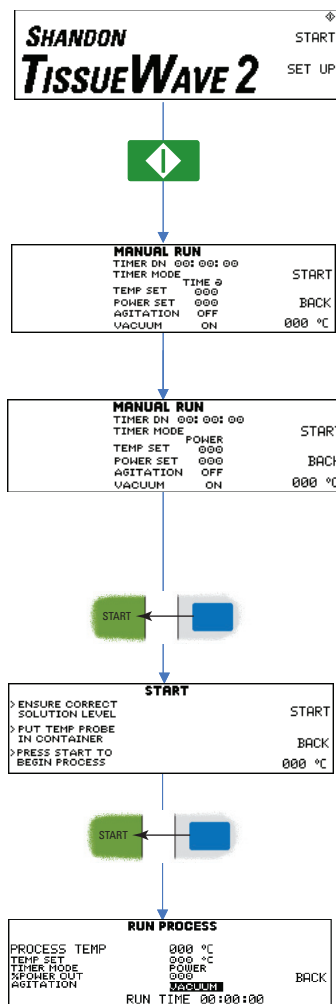 SHANDON
TISSUEWAVE 2
START
SET UP
MANUAL RUN
TIMER DN 00:00:00
TIMER MODE
TIME @
TEMP SET 000
POWER SET 000
AGITATION OFF
VACUUM ON
START
BACK
000 °C
MANUAL RUN
TIMER DN 00:00:00
TIMER MODE
POWER
TEMP SET 000
POWER SET 000
AGITATION OFF
VACUUM ON
START
BACK
000 °C
START
START
>ENSURE CORRECT
SOLUTION LEVEL
>PUT TEMP PROBE
IN CONTAINER
>PRESS START TO
BEGIN PROCESS
START
BACK
000 °C
START
RUN PROCESS
PROCESS TEMP 000 °C
TEMP SET 000 °C
TIMER MODE POWER
%POWER OUT 000
AGITATION VACUUM
RUN TIME 00:00:00
BACK